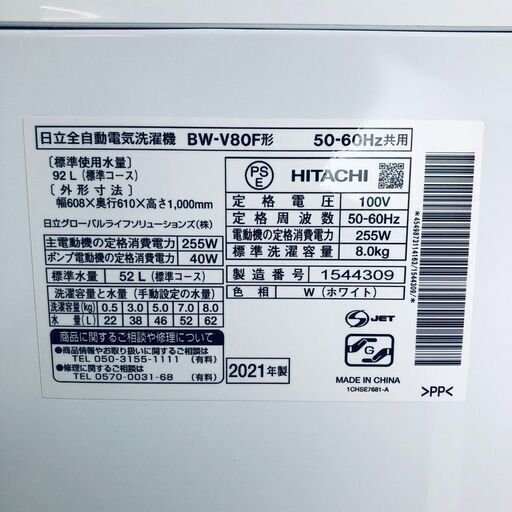 日立全自動電気洗濯機 BW-V80F形 50-60Hz共用
〔標準使用水量〕
92 L (標準コース)
〔外形寸法〕
幅608×奥行610×高さ1,000mm
日立グローバルライフソリューションズ(株)
主電動機の定格消費電力 255W
ポンプ電動機の定格消費電力 40W
標準水量 52 L (標準コース)
洗濯容量と水量 (手動設定の水量)
洗濯容量(kg) 0.5 3.0 5.0 7.0 8.0
水量(L) 22 38 46 52 62
商品に関するご相談や修理について
●商品情報やお取り扱いに関するご相談
TEL 050-3155-1111 (有料)
●修理に関するご相談
TEL 0570-0031-68 (有料)
PS
E
HITACHI
定格電圧 100V
定格周波数 50-60Hz
電動機の定格消費電力 255W
標準洗濯容量 8.0kg
製造番号 1544309
色相 W (ホワイト)
S JET
2021年製
MADE IN CHINA
1CHSE7681-A
*4549873114163/1544309/*
>PP<